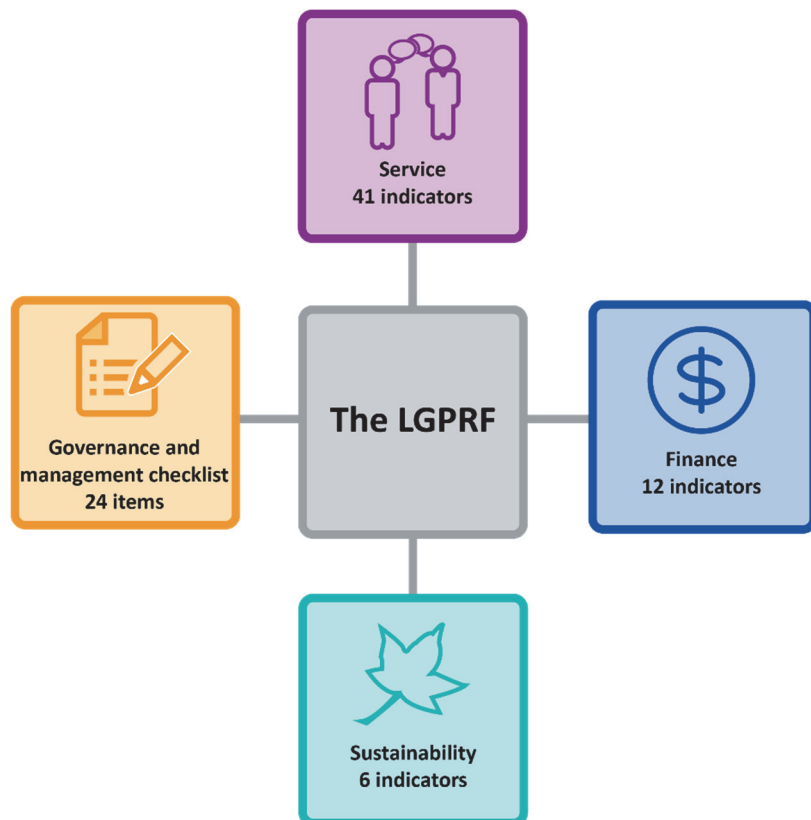 Service
41 indicators
Governance and
management checklist
24 items
The LGPRF
$
Finance
12 indicators
Sustainability
6 indicators